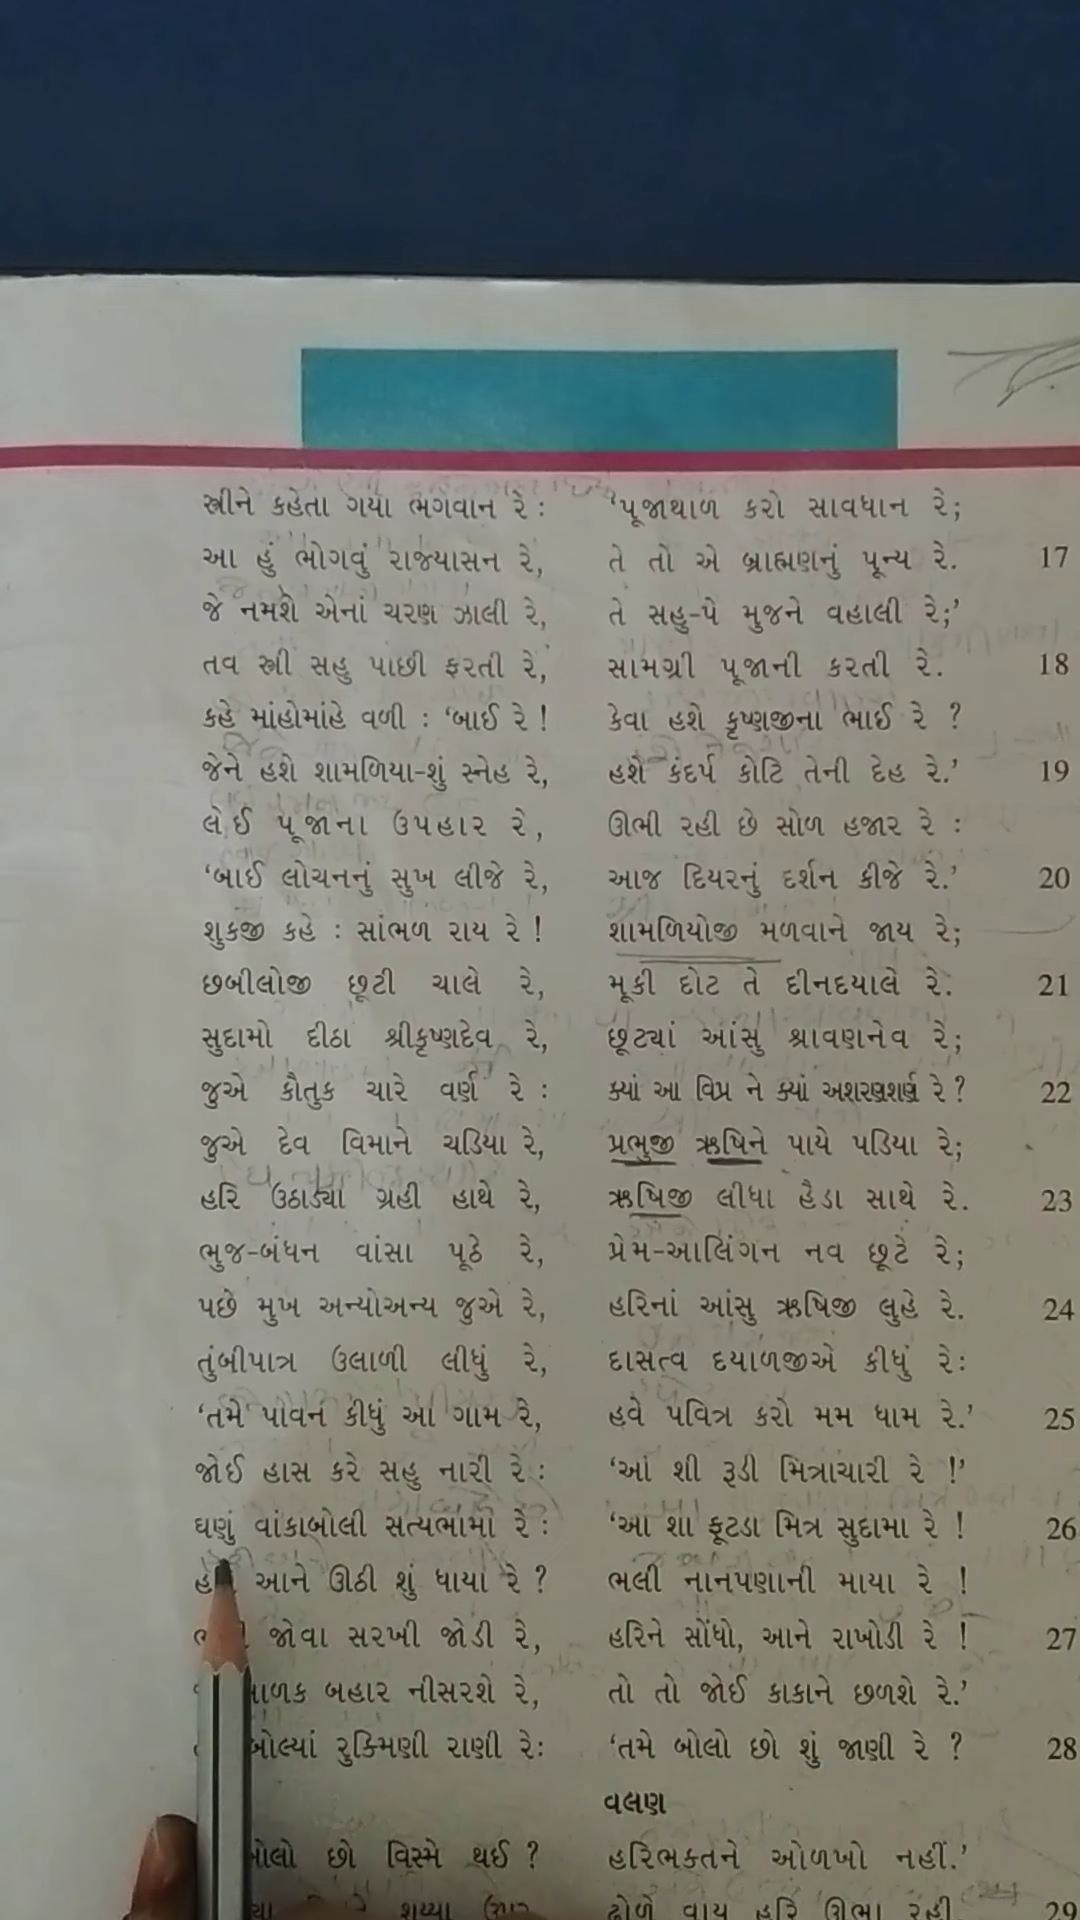 સ્ત્રીને કહેતા ગયા ભગવાન રે : 'પૂજાથાળ કરો સાવધાન રે;
આ હું ભોગવું રાજ્યાસન રે, તે તો એ બ્રાહ્મણનું પૂન્ય રે. 17
જે નમશે એનાં ચરણ ઝાલી રે, તે સહુ-પે મુજને વહાલી રે;'
તવ સ્ત્રી સહુ પાછી ફરતી રે, સામગ્રી પૂજાની કરતી રે. 18
કહે માંહોમાંહે વળી : 'બાઈ રે ! કેવા હશે કૃષ્ણજીના ભાઈ રે ?
જેને હશે શામળિયા-શું સ્નેહ રે, હશે કંદર્પ કોટિ તેની દેહ રે.' 19
લેઈ પૂજાના ઉપહાર રે, ઊભી રહી છે સોળ હજાર રે :
'બાઈ લોચનનું સુખ લીજે રે, આજ દિયરનું દર્શન કીજે રે.' 20
શુકજી કહે : સાંભળ રાય રે ! શામળિયોજી મળવાને જાય રે;
છબીલોજી છૂટી ચાલે રે, મૂકી દોટ તે દીનદયાલે રે. 21
સુદામો દીઠા શ્રીકૃષ્ણદેવ રે, છૂટ્યાં આંસુ શ્રાવણનેવ રે;
જુએ કૌતુક ચારે વર્ણ રે : ક્યાં આ વિપ્ર ને ક્યાં અશરણશર્ણ રે ? 22
જુએ દેવ વિમાને ચડિયા રે, પ્રભુજી ઋષિને પાયે પડિયા રે;
હરિ ઉઠાડ્યા ગ્રહી હાથે રે, ઋષિજી લીધા હૈડા સાથે રે. 23
ભુજ-બંધન વાંસા પૂઠે રે, પ્રેમ-આલિંગન નવ છૂટે રે;
પછે મુખ અન્યોઅન્ય જુએ રે, હરિનાં આંસુ ઋષિજી લુહે રે. 24
તુંબીપાત્ર ઉલાળી લીધું રે, દાસત્વ દયાળજીએ કીધું રે:
'તમે પાવન કીધું આ ગામ રે, હવે પવિત્ર કરો મમ ધામ રે.' 25
જોઈ હાસ કરે સહુ નારી રે : 'આ શી રૂડી મિત્રાચારી રે !'
ઘણું વાંકાબોલી સત્યભામા રે : 'આ શા ફૂટડા મિત્ર સુદામા રે ! 26
આને ઊઠી શું ધાયા રે ? ભલી નાનપણાની માયા રે !
જોવા સરખી જોડી રે, હરિને સોંધો, આને રાખોડી રે ! 27
બહાર નીસરશે રે, તો તો જોઈ કાકાને છળશે રે.'
રુક્મિણી રાણી રે: 'તમે બોલો છો શું જાણી રે ? 28
વલણ
છો વિસ્મે થઈ ? હરિભક્તને ઓળખો નહીં.'
શય્યા ઢોળે વાય હરિ ઊભા રહી 29